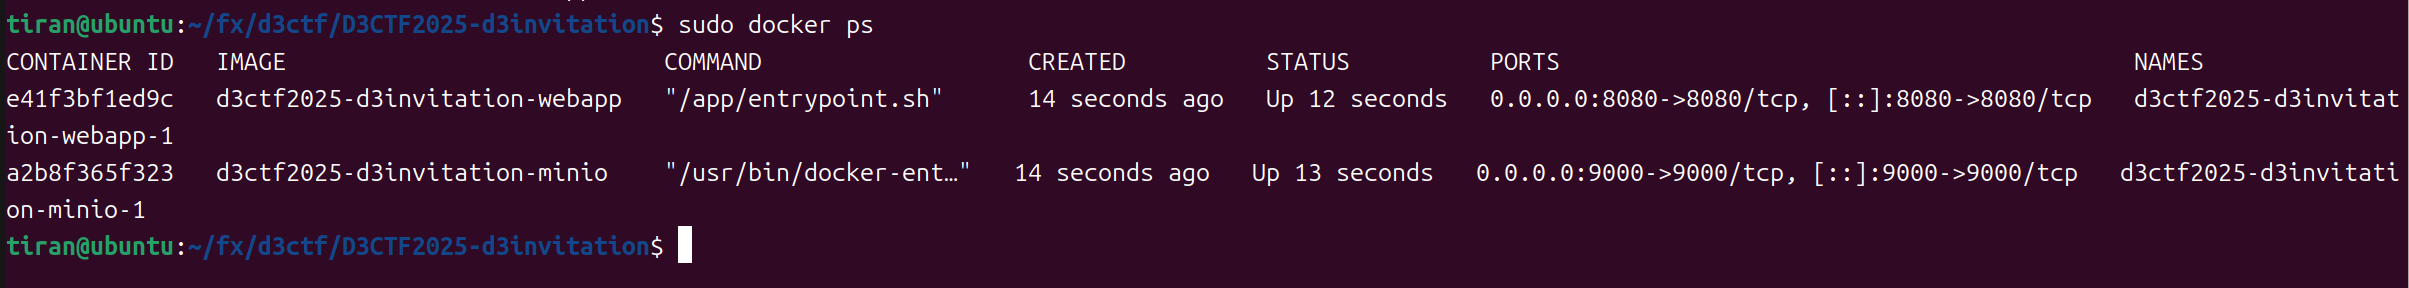 tiran@ubuntu:~/fx/d3ctf/D3CTF2025-d3invitation$ sudo docker ps
CONTAINER ID   IMAGE                           COMMAND                   CREATED          STATUS          PORTS                                         NAMES
e41f3bf1ed9c   d3ctf2025-d3invitation-webapp   "/app/entrypoint.sh"      14 seconds ago   Up 12 seconds   0.0.0.0:8080->8080/tcp, [::]:8080->8080/tcp   d3ctf2025-d3invitat
ion-webapp-1
a2b8f365f323   d3ctf2025-d3invitation-minio    "/usr/bin/docker-ent…"   14 seconds ago   Up 13 seconds   0.0.0.0:9000->9000/tcp, [::]:9000->9000/tcp   d3ctf2025-d3invitati
on-minio-1
tiran@ubuntu:~/fx/d3ctf/D3CTF2025-d3invitation$